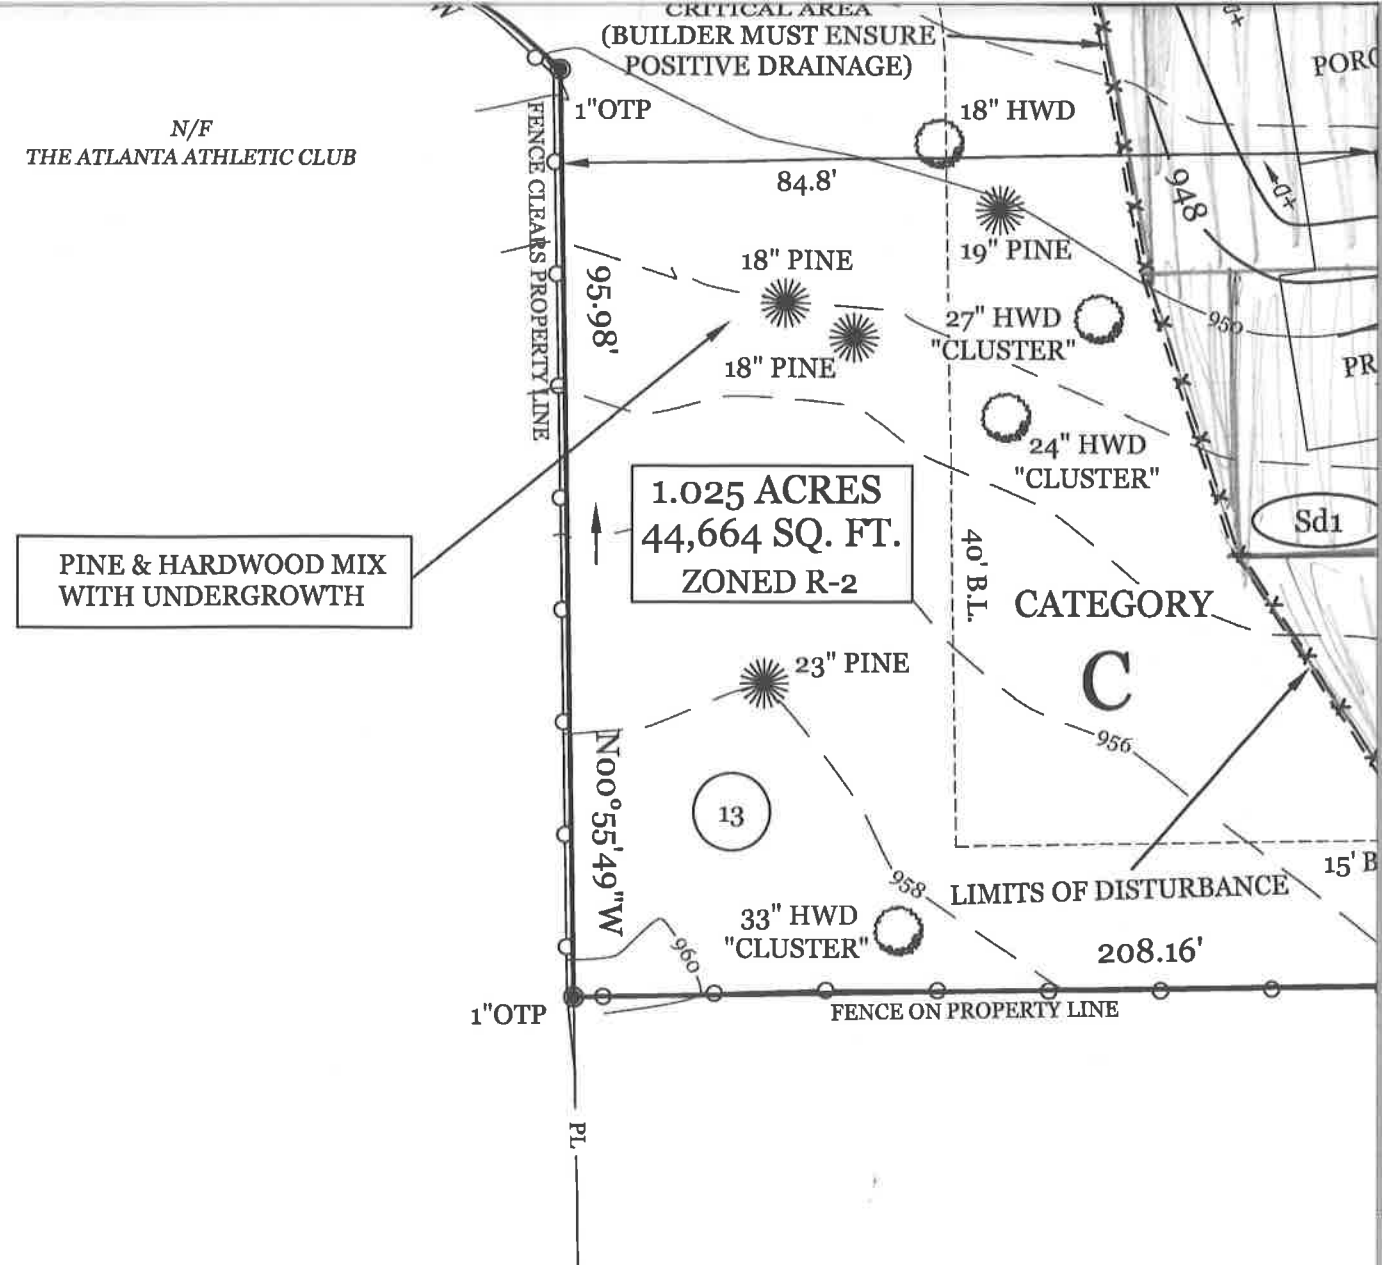 CRITICAL AREA
(BUILDER MUST ENSURE
POSITIVE DRAINAGE)
N/F
THE ATLANTA ATHLETIC CLUB
1"OTP
FENCE CLEARS PROPERTY LINE
18" HWD
84.8'
948
19" PINE
18" PINE
18" PINE
95.98'
27" HWD
"CLUSTER"
950
24" HWD
"CLUSTER"
1.025 ACRES
44,664 SQ. FT.
ZONED R-2
Sd1
PINE & HARDWOOD MIX
WITH UNDERGROWTH
40' B.L.
CATEGORY
C
23" PINE
956
N00°55'49"W
13
958
LIMITS OF DISTURBANCE
15' B
33" HWD
"CLUSTER"
960
208.16'
1"OTP
FENCE ON PROPERTY LINE
PL